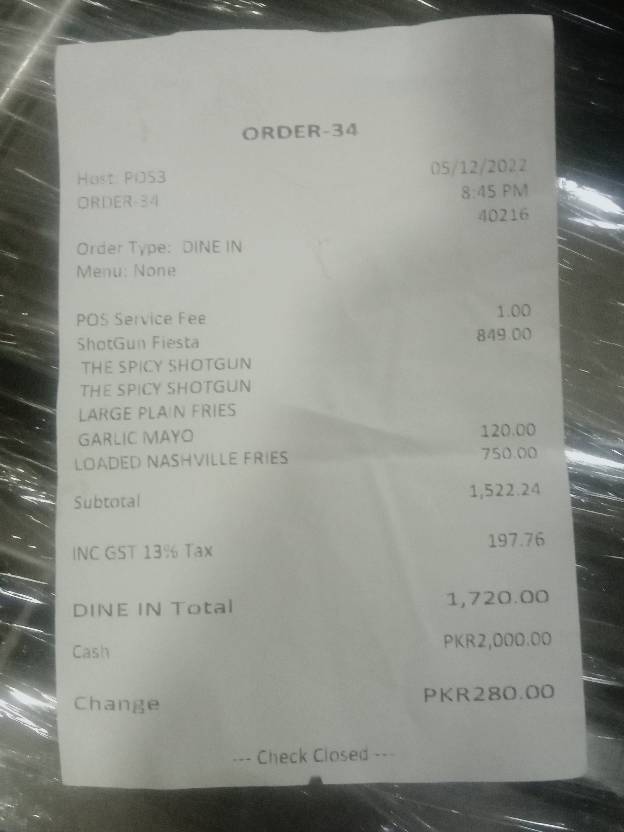 ORDER-34
Host: POS3 05/12/2022
ORDER-34 8:45 PM
40216
Order Type: DINE IN
Menu: None
POS Service Fee 1.00
ShotGun Fiesta 849.00
THE SPICY SHOTGUN
THE SPICY SHOTGUN
LARGE PLAIN FRIES
GARLIC MAYO 120.00
LOADED NASHVILLE FRIES 750.00
Subtotal 1,522.24
INC GST 13% Tax 197.76
DINE IN Total 1,720.00
Cash PKR2,000.00
Change PKR280.00
--- Check Closed ---